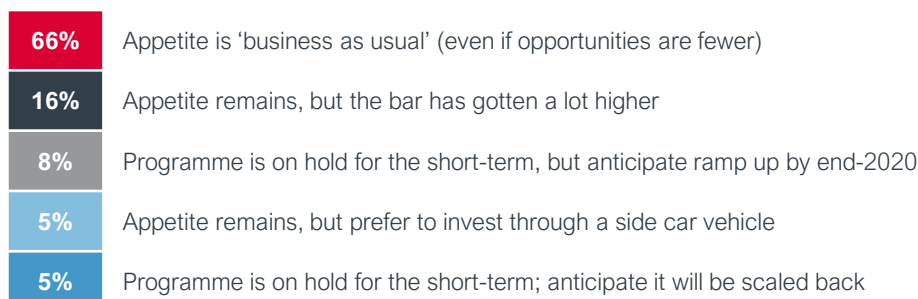 66% Appetite is ‘business as usual’ (even if opportunities are fewer)
16% Appetite remains, but the bar has gotten a lot higher
8% Programme is on hold for the short-term, but anticipate ramp up by end-2020
5% Appetite remains, but prefer to invest through a side car vehicle
5% Programme is on hold for the short-term; anticipate it will be scaled back